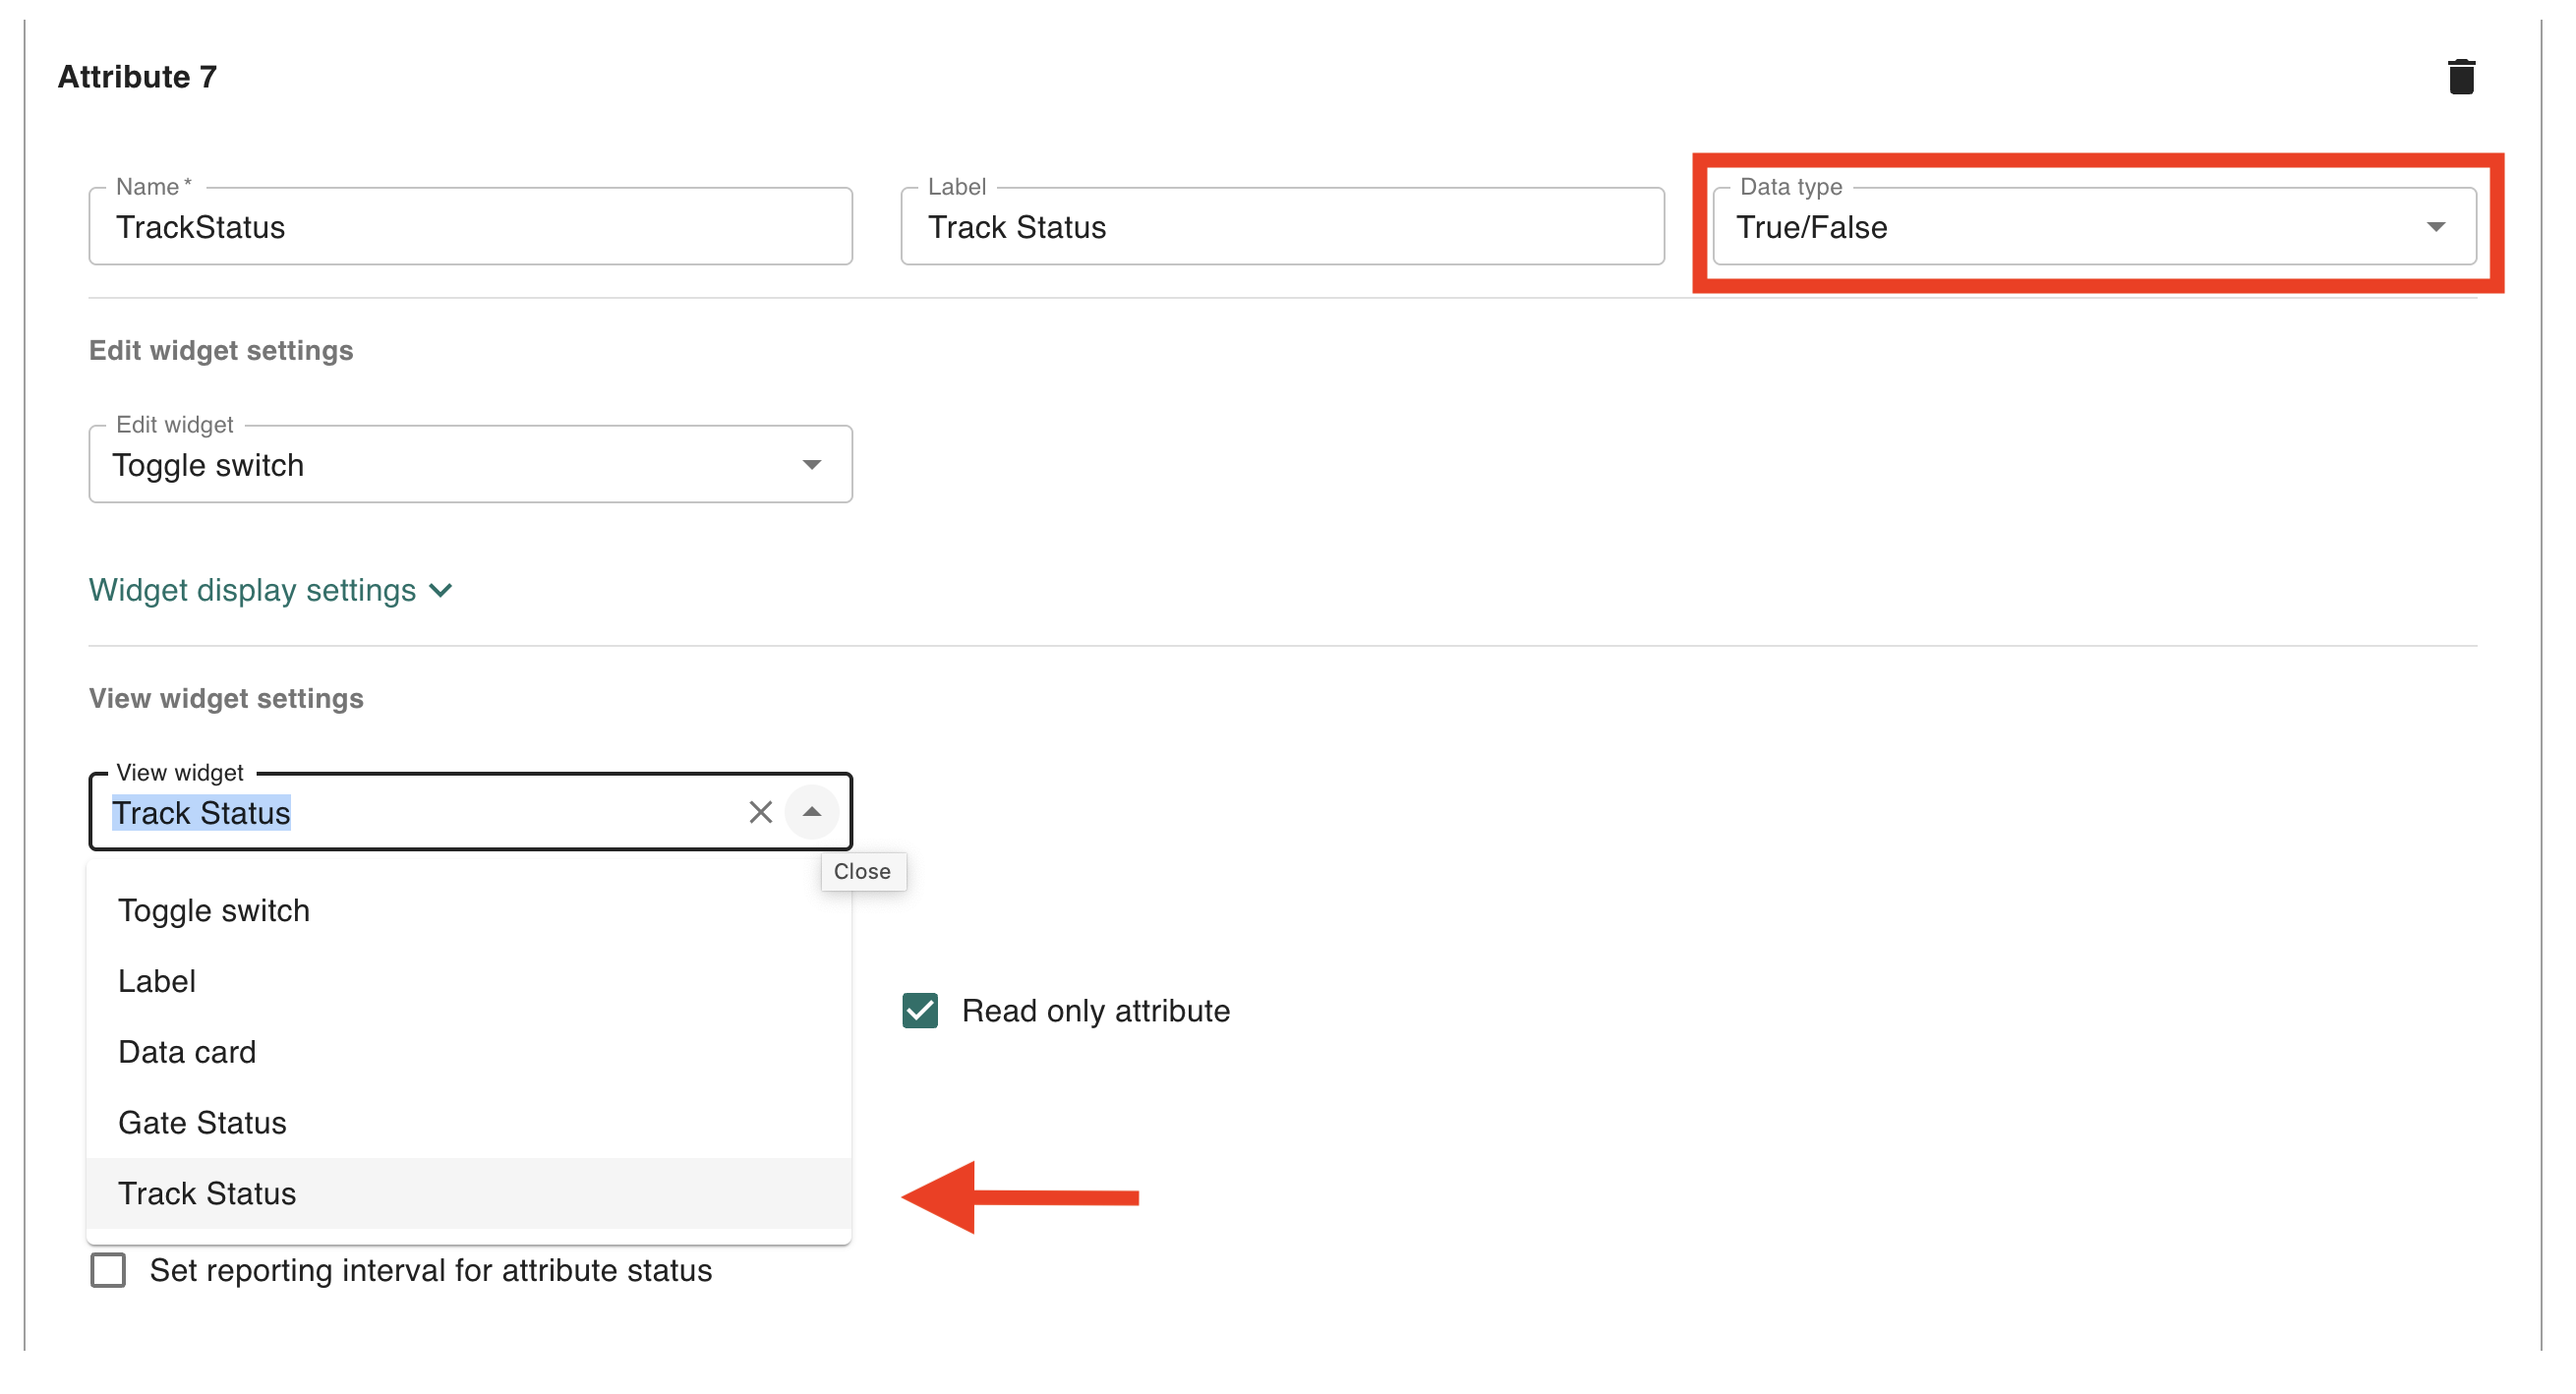 Attribute 7
Name *
Label
Data type
TrackStatus
Track Status
True/False
Edit widget settings
Edit widget
Toggle switch
Widget display settings
View widget settings
View widget
Track Status
Close
Toggle switch
Label
Data card
Read only attribute
Gate Status
Track Status
Set reporting interval for attribute status